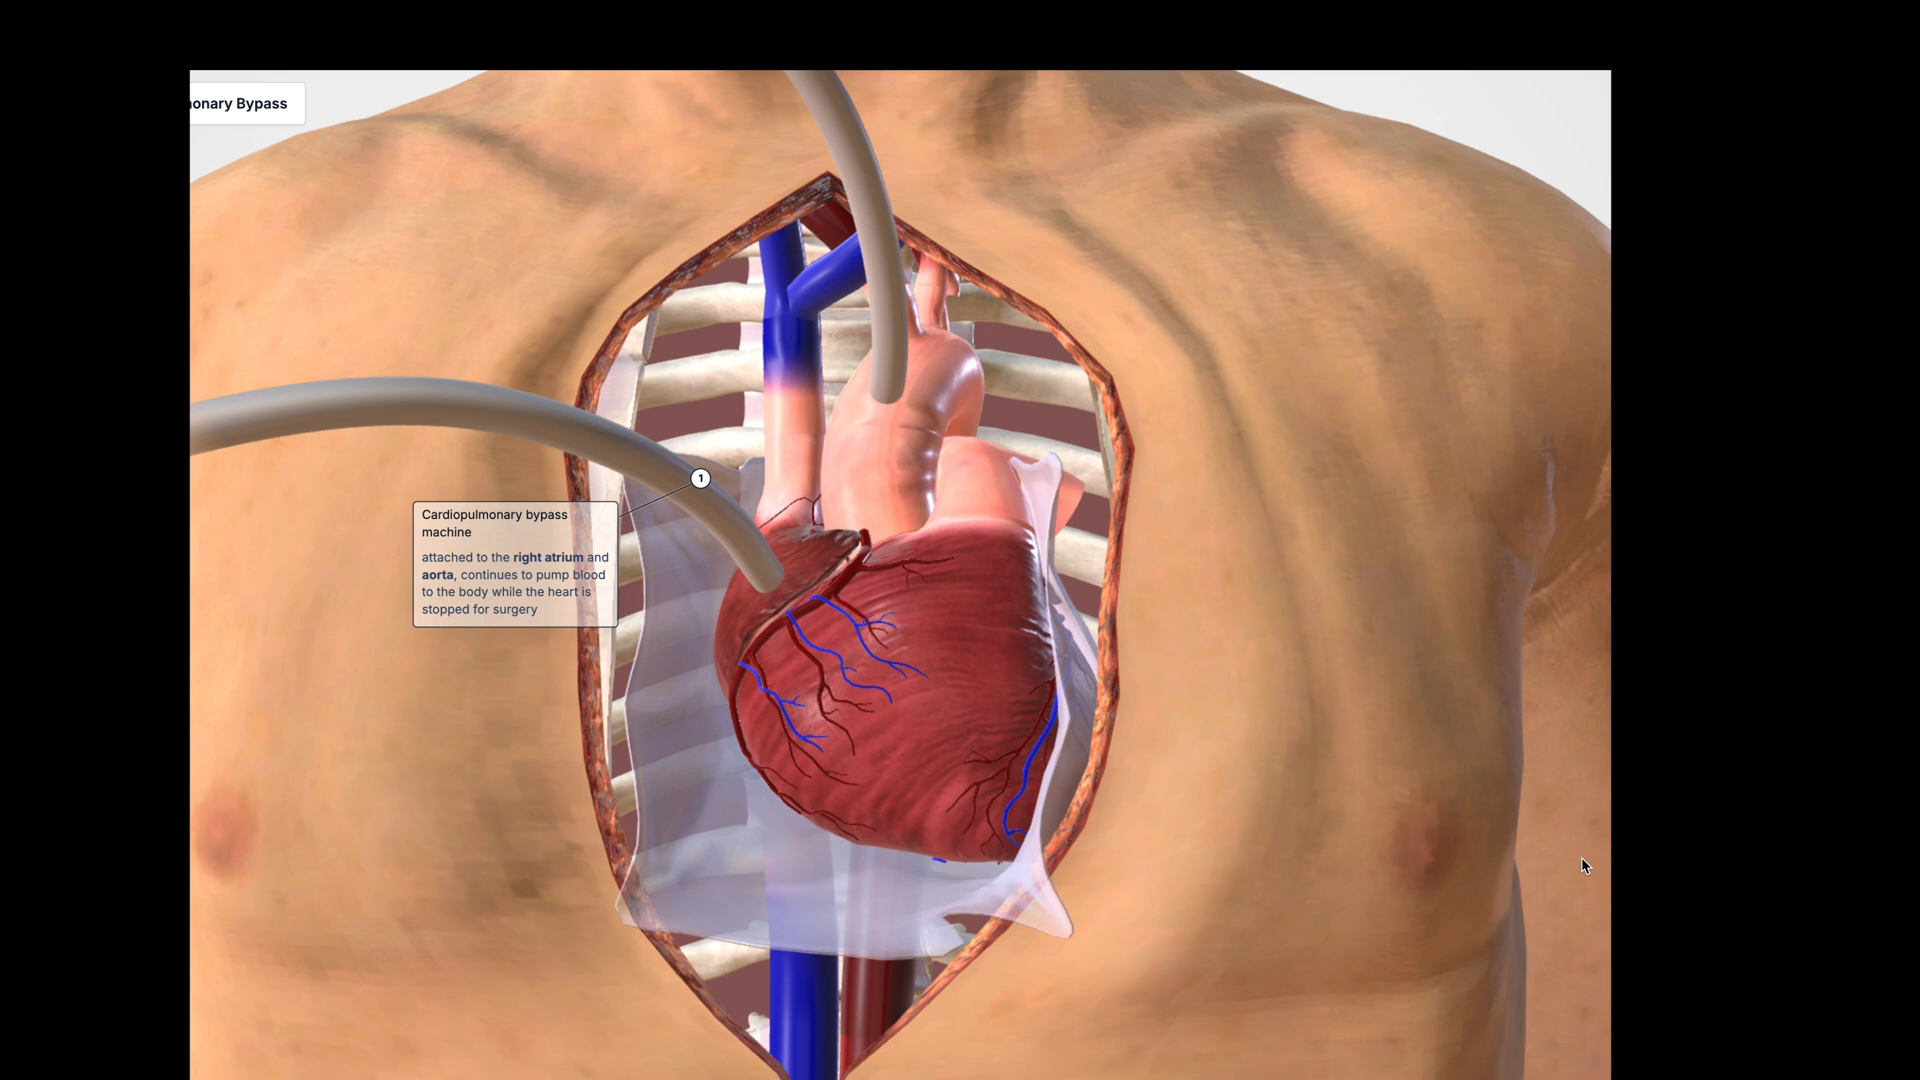 monary Bypass
1
Cardiopulmonary bypass
machine
attached to the right atrium and
aorta, continues to pump blood
to the body while the heart is
stopped for surgery